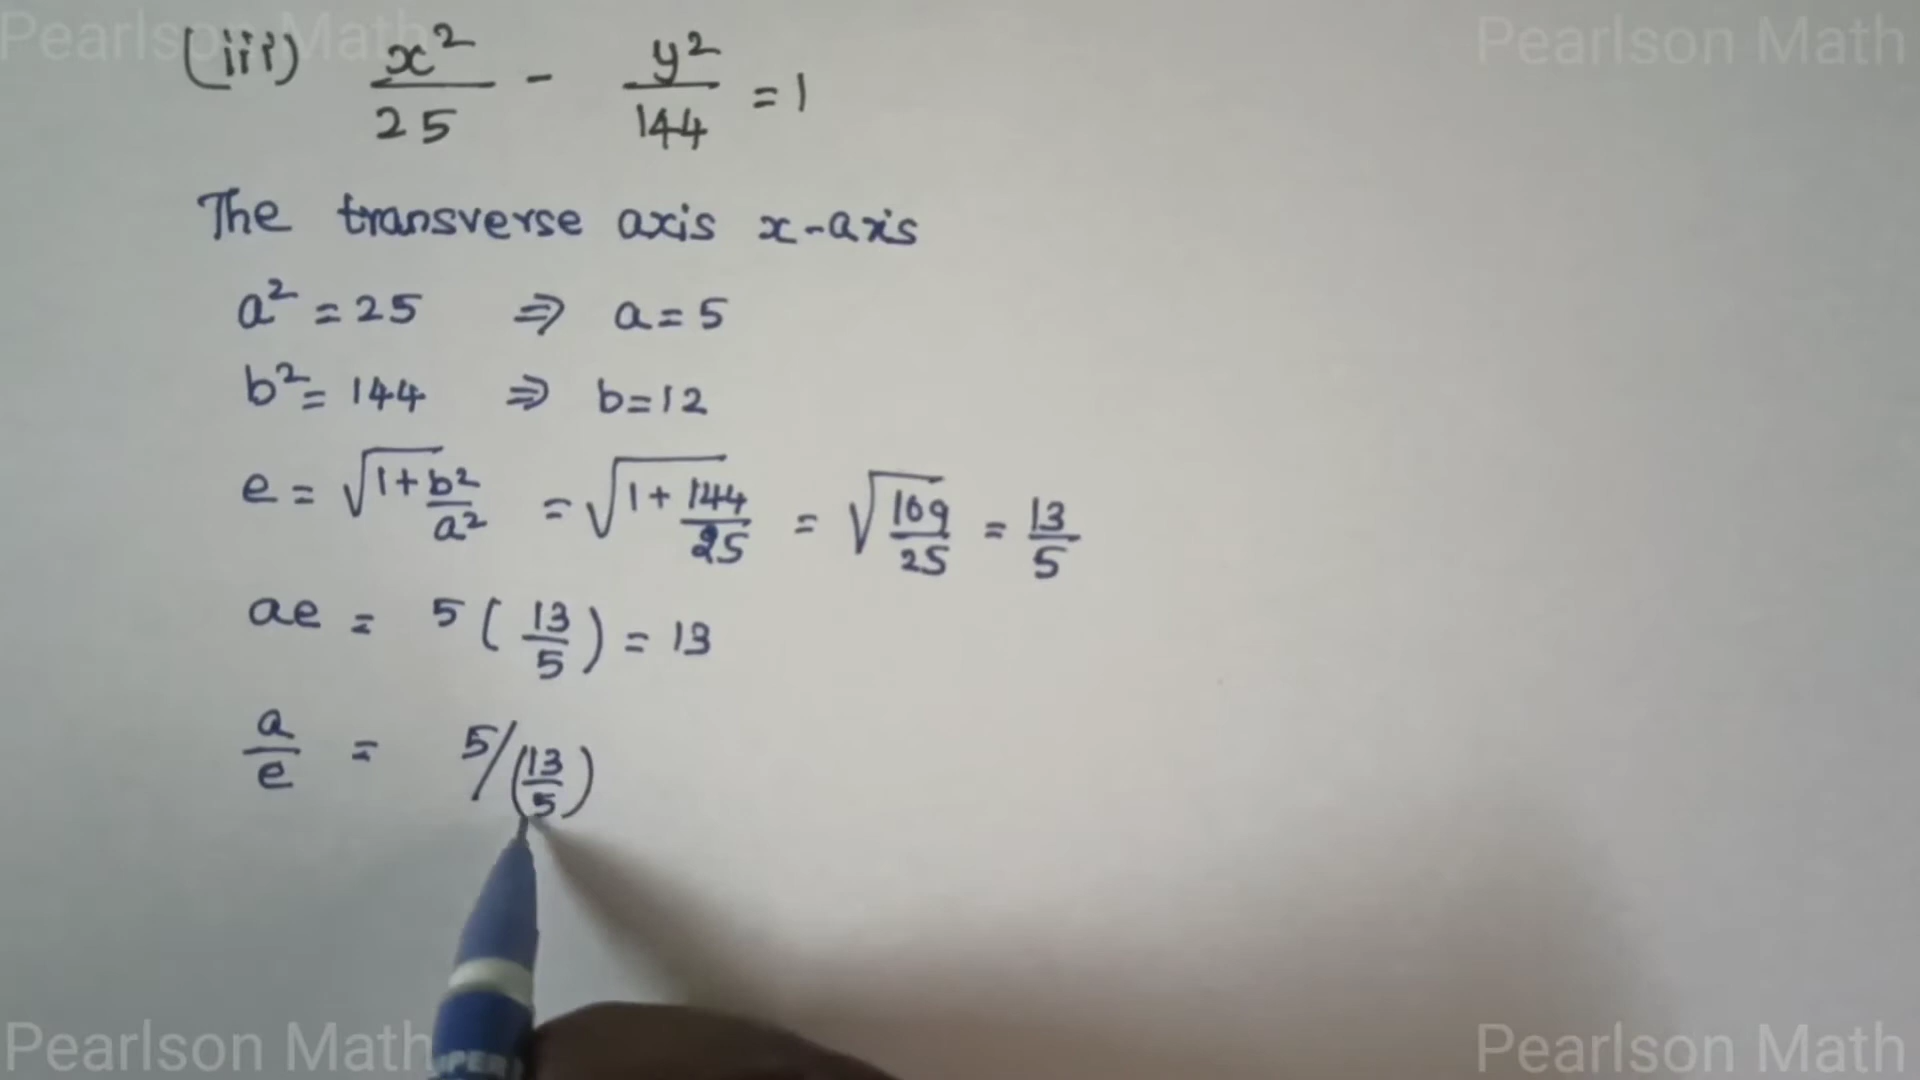 Pearlson Math Pearlson Math
(iii) x²/25 - y²/144 = 1
The transverse axis x-axis
a² = 25 ⇒ a = 5
b² = 144 ⇒ b = 12
e = √(1 + b²/a²) = √(1 + 144/25) = √(169/25) = 13/5
ae = 5 (13/5) = 13
a/e = 5/(13/5)
Pearlson Math Pearlson Math